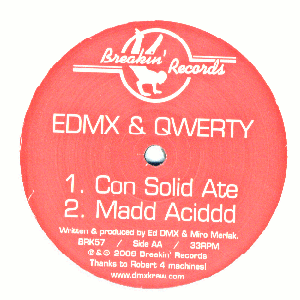 Breakin' Records
EDMX & QWERTY
1. Con Solid Ate
2. Madd Aciddd
Written & produced by Ed DMX & Miro Merlak.
BRK57 / Side AA / 33RPM
℗ & © 2006 Breakin' Records
Thanks to Robert 4 machines!
www.dmxkrew.com